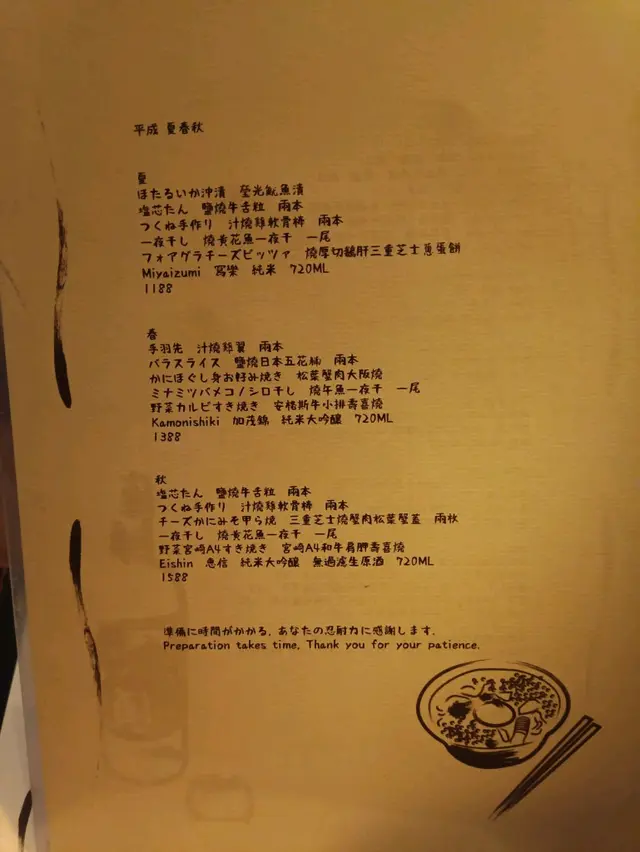 平成 夏春秋
夏
ほたるいか沖漬 螢光魷魚漬
塩芯たん 鹽燒牛舌粒 兩本
つくね手作り 汁燒雞軟骨棒 兩本
一夜干し 燒黃花魚一夜干 一尾
フォアグラチーズピッツァ 燒厚切鵝肝三重芝士蔥蛋餅
Miyaizumi 寫樂 純米 720ML
1188
春
手羽先 汁燒雞翼 兩本
バラスライス 鹽燒日本五花腩 兩本
かにほぐし身お好み焼き 松葉蟹肉大阪燒
ミナミツバメコノシロ干し 燒牛魚一夜干 一尾
野菜カルビすき焼き 安格斯牛小排壽喜燒
Kamonishiki 加茂錦 純米大吟釀 720ML
1388
秋
塩芯たん 鹽燒牛舌粒 兩本
つくね手作り 汁燒雞軟骨棒 兩本
チーズかにみそ甲ら焼 三重芝士燒蟹肉松葉蟹蓋 兩秋
一夜干し 燒黃花魚一夜干 一尾
野菜宮崎A4すき焼き 宮崎A4和牛肩胛壽喜燒
Eishin 純米大吟釀 無過濾生原酒 720ML
1588
準備に時間がかかる, あなたの忍耐力に感謝します.
Preparation takes time, Thank you for your patience.